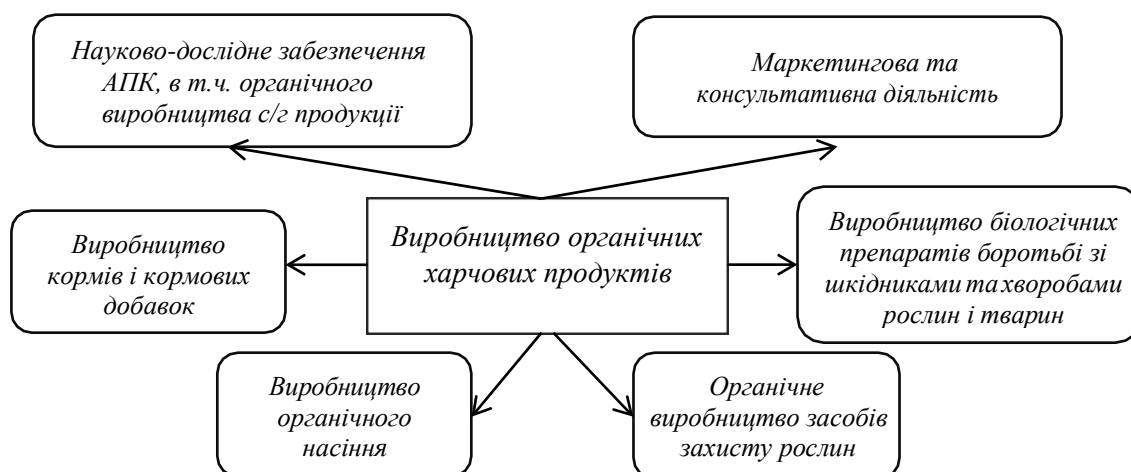 Науково-дослідне забезпечення
АПК, в т.ч. органічного
виробництва с/г продукції
Маркетингова та
консультативна діяльність
Виробництво
кормів і кормових
добавок
Виробництво органічних
харчових продуктів
Виробництво біологічних
препаратів боротьбі зі
шкідниками та хворобами
рослин і тварин
Виробництво
органічного
насіння
Органічне
виробництво засобів
захисту рослин